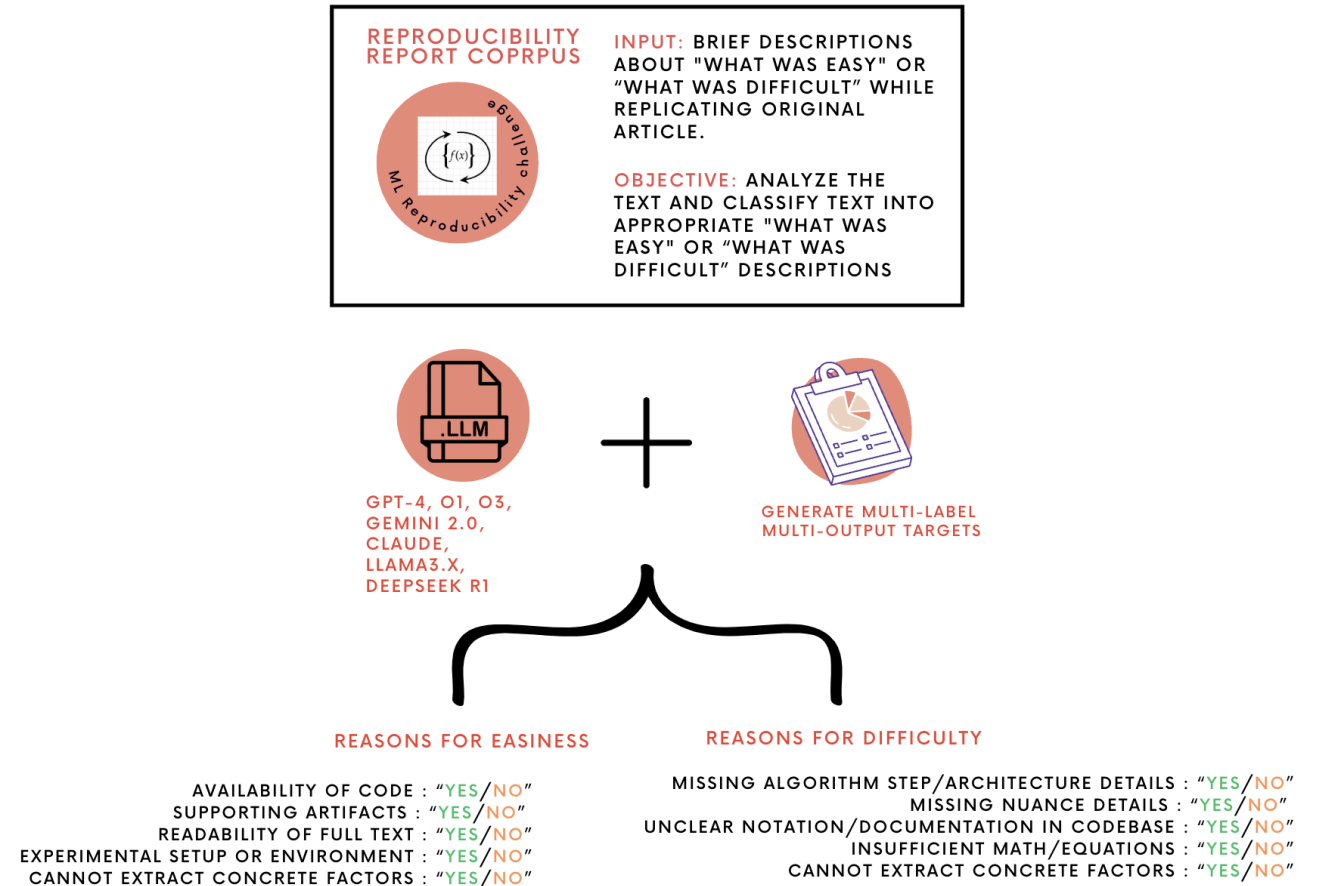 REPRODUCIBILITY
REPORT COPRPUS
ML Reproducibility challenge
{f(x)}
INPUT: BRIEF DESCRIPTIONS
ABOUT "WHAT WAS EASY" OR
“WHAT WAS DIFFICULT” WHILE
REPLICATING ORIGINAL
ARTICLE.
OBJECTIVE: ANALYZE THE
TEXT AND CLASSIFY TEXT INTO
APPROPRIATE "WHAT WAS
EASY" OR “WHAT WAS
DIFFICULT” DESCRIPTIONS
.LLM
GPT-4, O1, O3,
GEMINI 2.0,
CLAUDE,
LLAMA3.X,
DEEPSEEK R1
GENERATE MULTI-LABEL
MULTI-OUTPUT TARGETS
REASONS FOR EASINESS
AVAILABILITY OF CODE : “YES/NO”
SUPPORTING ARTIFACTS : “YES/NO”
READABILITY OF FULL TEXT : “YES/NO”
EXPERIMENTAL SETUP OR ENVIRONMENT : “YES/NO”
CANNOT EXTRACT CONCRETE FACTORS : “YES/NO”
REASONS FOR DIFFICULTY
MISSING ALGORITHM STEP/ARCHITECTURE DETAILS : “YES/NO”
MISSING NUANCE DETAILS : “YES/NO”
UNCLEAR NOTATION/DOCUMENTATION IN CODEBASE : “YES/NO”
INSUFFICIENT MATH/EQUATIONS : “YES/NO”
CANNOT EXTRACT CONCRETE FACTORS : “YES/NO”